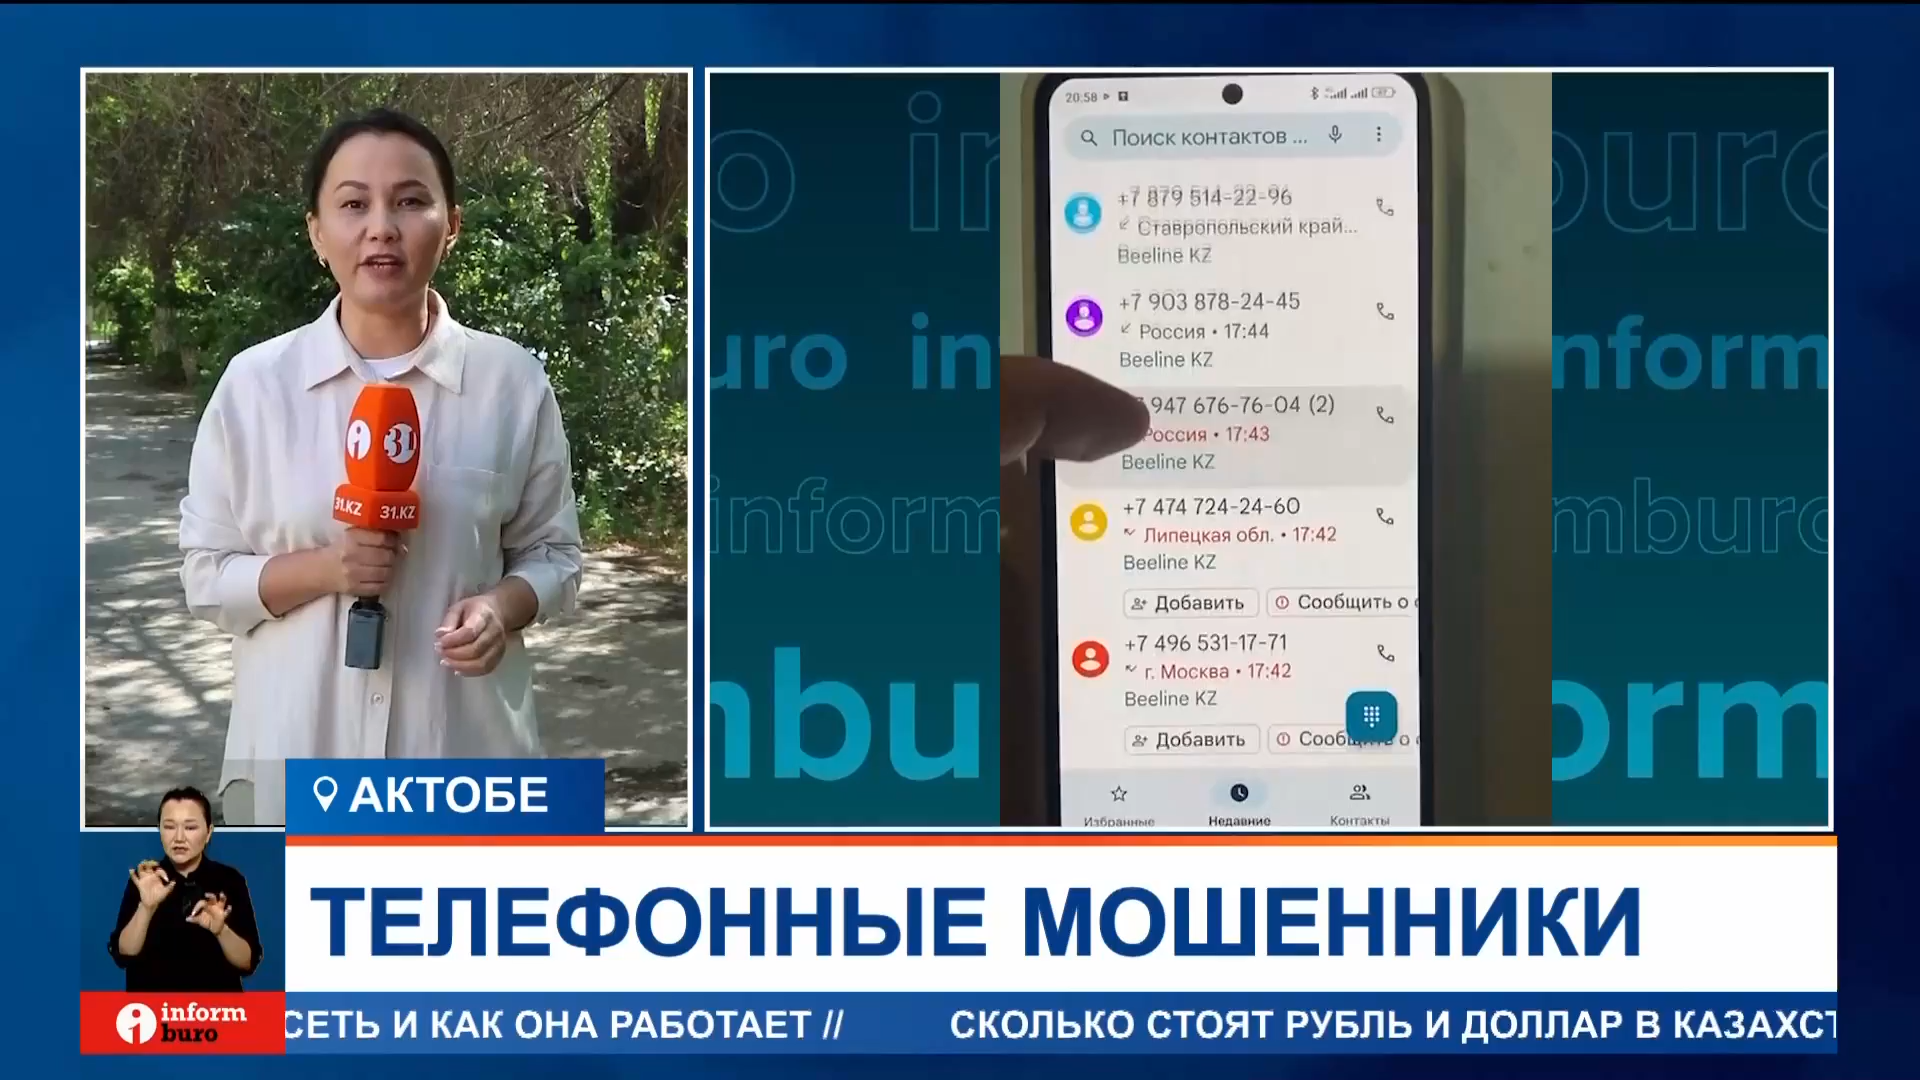 31
31.KZ
31.KZ
buro
inform
20:58
Поиск контактов ...
+7 879 514-22-96
Ставропольский край...
Beeline KZ
+7 903 878-24-45
Россия • 17:44
Beeline KZ
947 676-76-04 (2)
Россия • 17:43
Beeline KZ
+7 474 724-24-60
Липецкая обл. • 17:42
Beeline KZ
Добавить
Сообщить о
+7 496 531-17-71
г. Москва • 17:42
Beeline KZ
Добавить
Избранные
Недавние
Контакты
АКТОБЕ
ТЕЛЕФОННЫЕ МОШЕННИКИ
inform
buro
СЕТЬ И КАК ОНА РАБОТАЕТ //
СКОЛЬКО СТОЯТ РУБЛЬ И ДОЛЛАР В КАЗАХСТ